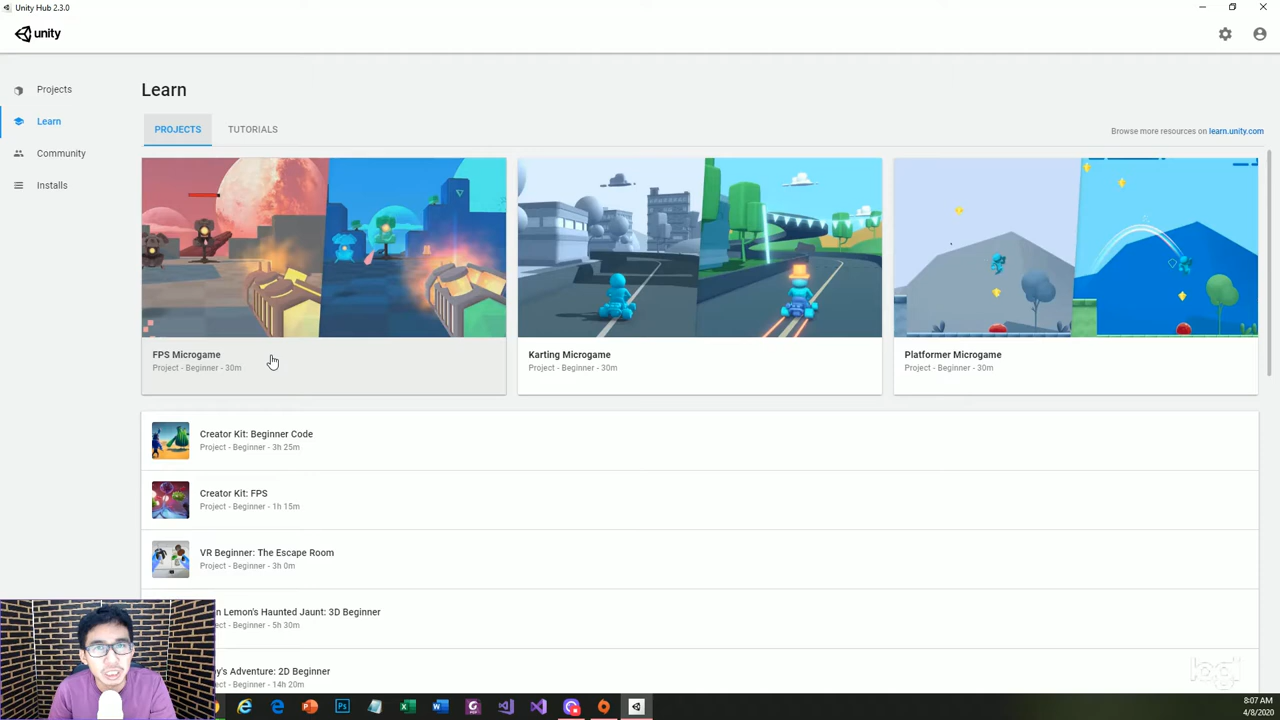 Unity Hub 2.3.0
unity
Projects
Learn
Community
Installs
Learn
PROJECTS
TUTORIALS
Browse more resources on learn.unity.com
FPS Microgame
Project - Beginner - 30m
Karting Microgame
Project - Beginner - 30m
Platformer Microgame
Project - Beginner - 30m
Creator Kit: Beginner Code
Project - Beginner - 3h 25m
Creator Kit: FPS
Project - Beginner - 1h 15m
VR Beginner: The Escape Room
Project - Beginner - 3h 0m
n Lemon's Haunted Jaunt: 3D Beginner
ect - Beginner - 5h 30m
y's Adventure: 2D Beginner
ect - Beginner - 14h 20m
logi
8:07 AM
4/8/2020